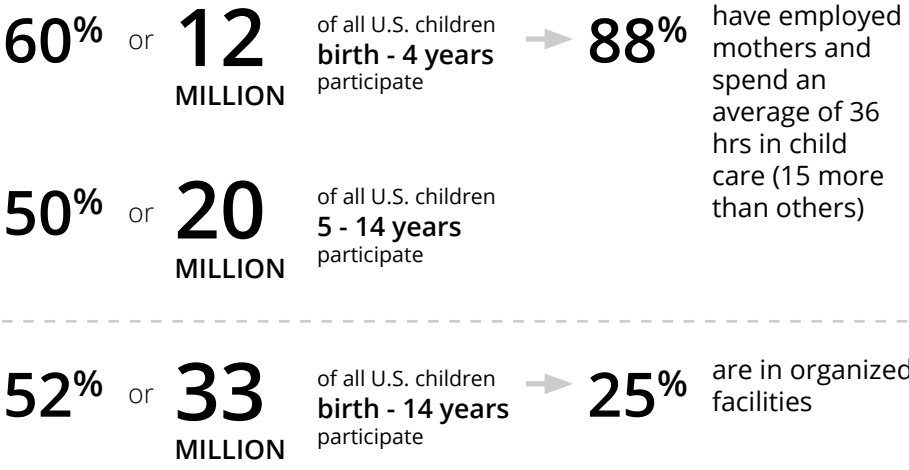 60% or 12 MILLION
of all U.S. children
birth - 4 years
participate
88%
have employed
mothers and
spend an
average of 36
hrs in child
care (15 more
than others)
50% or 20 MILLION
of all U.S. children
5 - 14 years
participate
52% or 33 MILLION
of all U.S. children
birth - 14 years
participate
25%
are in organized
facilities